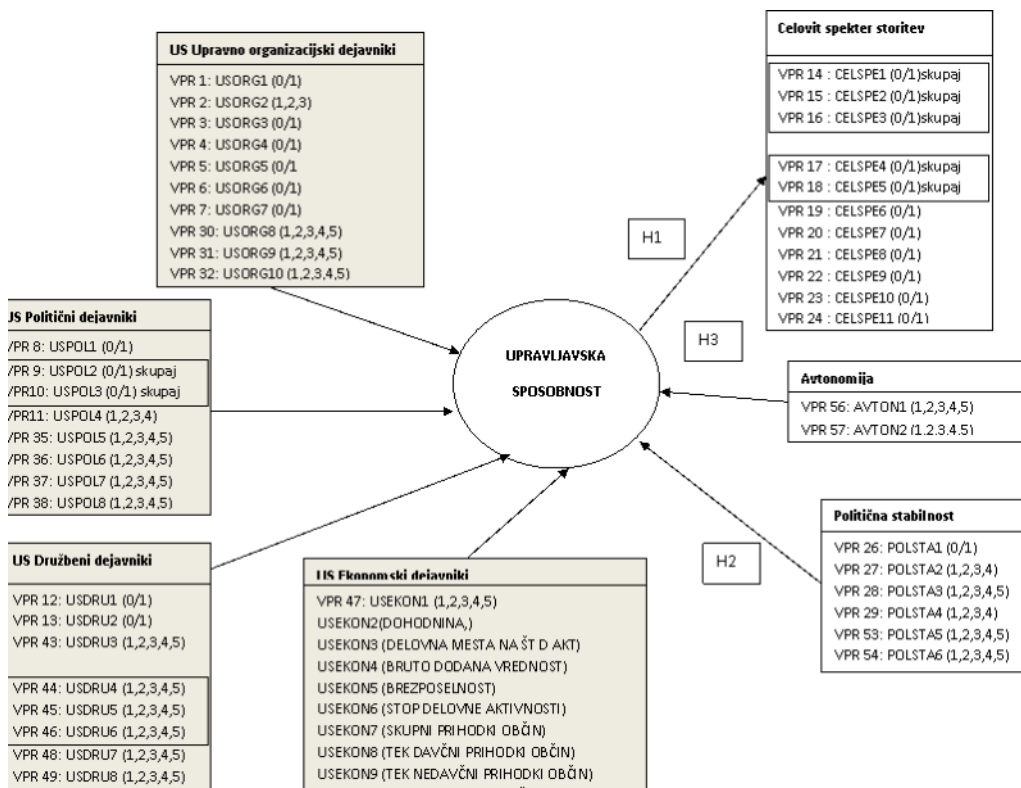 US Upravno organizacijski dejavniki
VPR 1: USORG1 (0/1)
VPR 2: USORG2 (1,2,3)
VPR 3: USORG3 (0/1)
VPR 4: USORG4 (0/1)
VPR 5: USORG5 (0/1
VPR 6: USORG6 (0/1)
VPR 7: USORG7 (0/1)
VPR 30: USORG8 (1,2,3,4,5)
VPR 31: USORG9 (1,2,3,4,5)
VPR 32: USORG10 (1,2,3,4,5)
Celovit spekter storitev
VPR 14 : CELSPE1 (0/1)skupaj
VPR 15 : CELSPE2 (0/1)skupaj
VPR 16 : CELSPE3 (0/1)skupaj
VPR 17 : CELSPE4 (0/1)skupaj
VPR 18 : CELSPE5 (0/1)skupaj
VPR 19 : CELSPE6 (0/1)
VPR 20 : CELSPE7 (0/1)
VPR 21 : CELSPE8 (0/1)
VPR 22 : CELSPE9 (0/1)
VPR 23 : CELSPE10 (0/1)
VPR 24 : CELSPE11 (0/1)
H1
H3
US Politični dejavniki
VPR 8: USPOL1 (0/1)
VPR 9: USPOL2 (0/1) skupaj
VPR10: USPOL3 (0/1) skupaj
VPR11: USPOL4 (1,2,3,4)
VPR 35: USPOL5 (1,2,3,4,5)
VPR 36: USPOL6 (1,2,3,4,5)
VPR 37: USPOL7 (1,2,3,4,5)
VPR 38: USPOL8 (1,2,3,4,5)
UPRAVLJAVSKA
SPOSOBNOST
Avtonomija
VPR 56: AVTON1 (1,2,3,4,5)
VPR 57: AVTON2 (1,2,3,4,5)
Politična stabilnost
VPR 26: POLSTA1 (0/1)
VPR 27: POLSTA2 (1,2,3,4)
VPR 28: POLSTA3 (1,2,3,4,5)
VPR 29: POLSTA4 (1,2,3,4)
VPR 53: POLSTA5 (1,2,3,4,5)
VPR 54: POLSTA6 (1,2,3,4,5)
H2
US Družbeni dejavniki
VPR 12: USDRU1 (0/1)
VPR 13: USDRU2 (0/1)
VPR 43: USDRU3 (1,2,3,4,5)
VPR 44: USDRU4 (1,2,3,4,5)
VPR 45: USDRU5 (1,2,3,4,5)
VPR 46: USDRU6 (1,2,3,4,5)
VPR 48: USDRU7 (1,2,3,4,5)
VPR 49: USDRU8 (1,2,3,4,5)
US Ekonomski dejavniki
VPR 47: USEKON1 (1,2,3,4,5)
USEKON2(DOHODNINA,)
USEKON3 (DELOVNA MESTA NA ŠT D AKT)
USEKON4 (BRUTO DODANA VREDNOST)
USEKON5 (BREZPOSELNOST)
USEKON6 (STOP DELOVNE AKTIVNOSTI)
USEKON7 (SKUPNI PRIHODKI OBČIN)
USEKON8 (TEK DAVČNI PRIHODKI OBČIN)
USEKON9 (TEK NEDAVČNI PRIHODKI OBČIN)